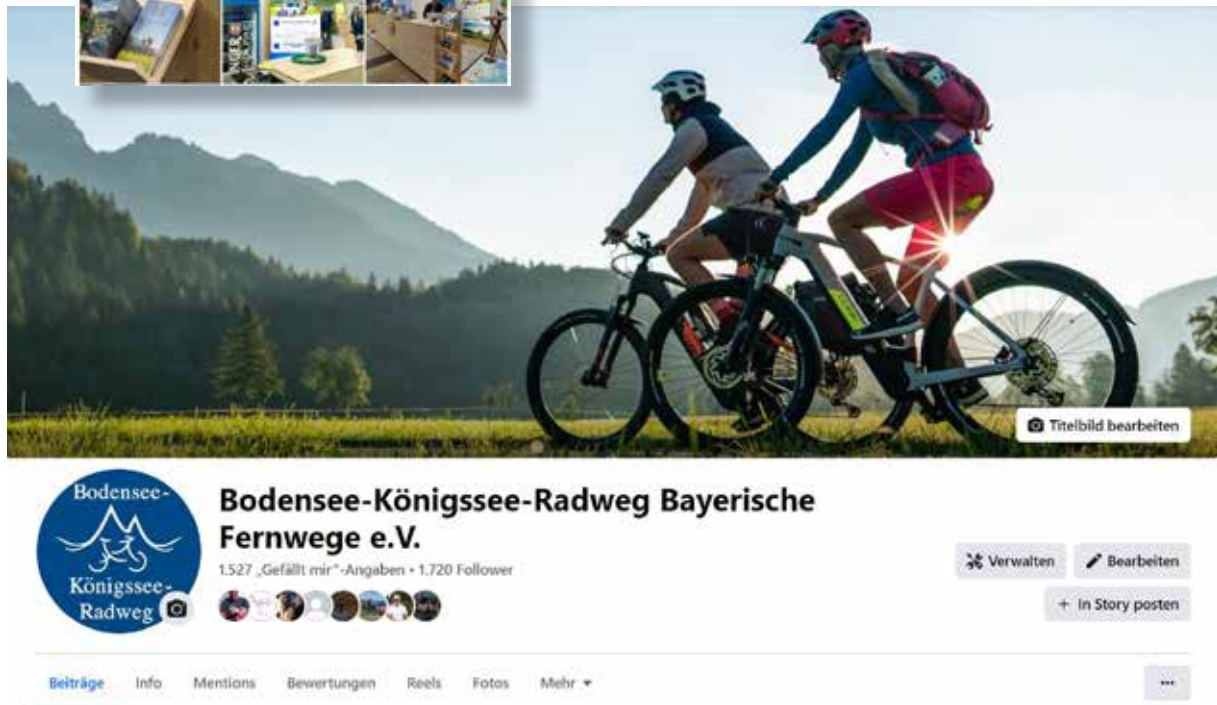 Titelbild bearbeiten
Bodensee-
Königssee-
Radweg
Bodensee-Königssee-Radweg Bayerische
Fernwege e.V.
1.527 „Gefällt mir“-Angaben • 1.720 Follower
Verwalten
Bearbeiten
+ In Story posten
Beiträge Info Mentions Bewertungen Reels Fotos Mehr